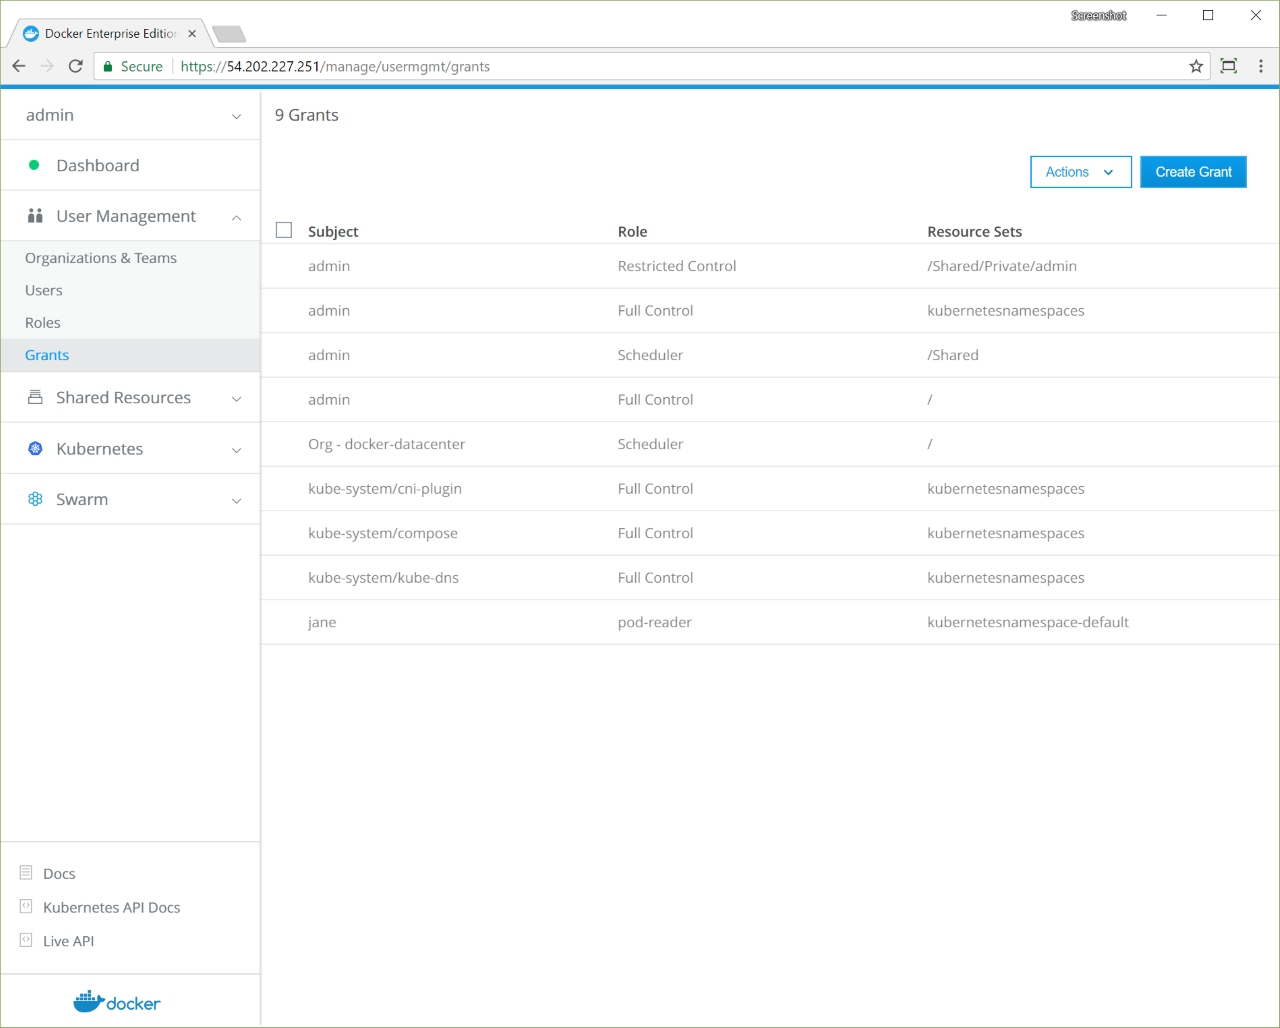 Screenshot
Docker Enterprise Edition
Secure https://54.202.227.251/manage/usermgmt/grants
admin
9 Grants
Dashboard
Actions
Create Grant
User Management
Organizations & Teams
Users
Roles
Grants
Shared Resources
Kubernetes
Swarm
Subject Role Resource Sets
admin Restricted Control /Shared/Private/admin
admin Full Control kubernetesnamespaces
admin Scheduler /Shared
admin Full Control /
Org - docker-datacenter Scheduler /
kube-system/cni-plugin Full Control kubernetesnamespaces
kube-system/compose Full Control kubernetesnamespaces
kube-system/kube-dns Full Control kubernetesnamespaces
jane pod-reader kubernetesnamespace-default
Docs
Kubernetes API Docs
Live API
docker